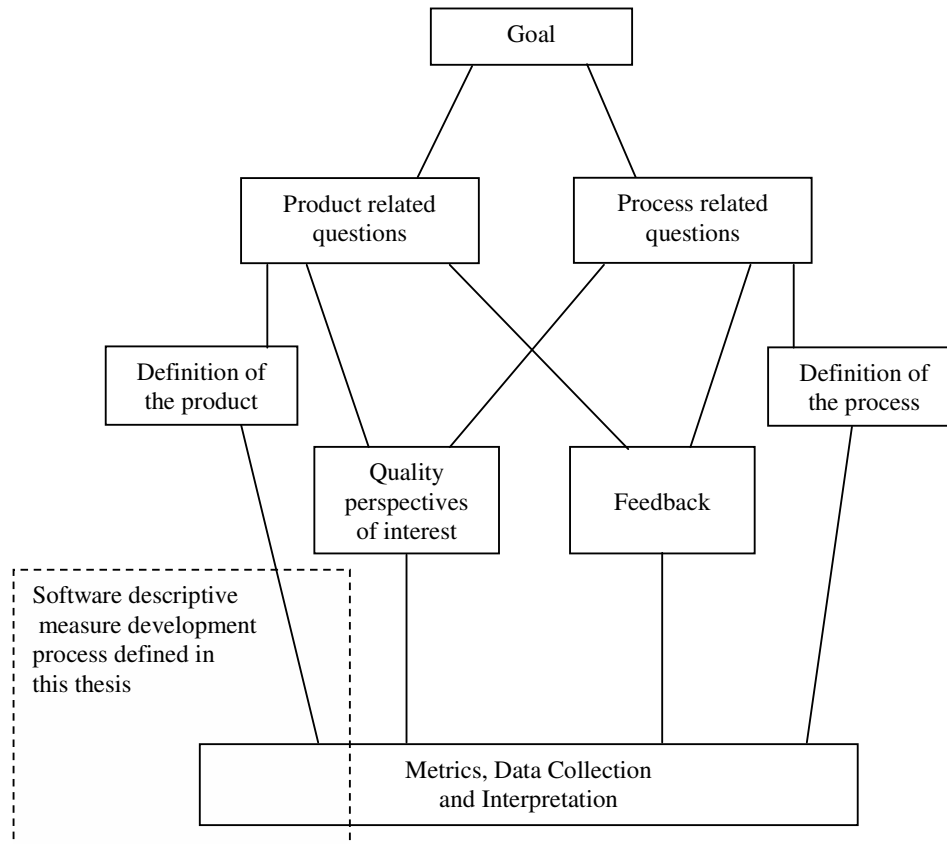 Goal
Product related
questions
Process related
questions
Definition of
the product
Definition of
the process
Quality
perspectives
of interest
Feedback
Software descriptive
measure development
process defined in
this thesis
Metrics, Data Collection
and Interpretation